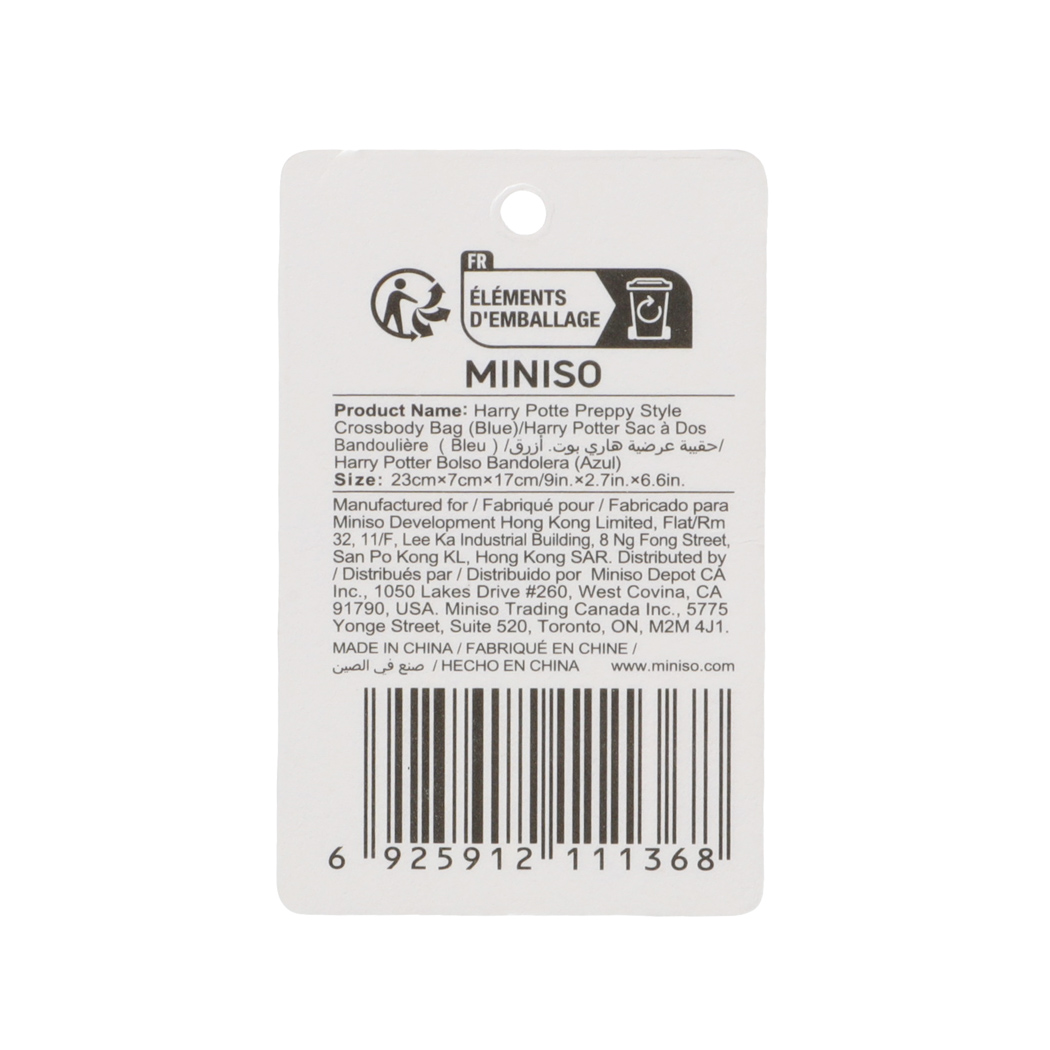 FR
ÉLÉMENTS
D'EMBALLAGE
MINISO
Product Name: Harry Potte Preppy Style
Crossbody Bag (Blue)/Harry Potter Sac à Dos
Bandoulière ( Bleu ) /حقيبة عرضية هاري بوت. أزرق/
Harry Potter Bolso Bandolera (Azul)
Size: 23cm×7cm×17cm/9in.×2.7in.×6.6in.
Manufactured for / Fabriqué pour / Fabricado para
Miniso Development Hong Kong Limited, Flat/Rm
32, 11/F, Lee Ka Industrial Building, 8 Ng Fong Street,
San Po Kong KL, Hong Kong SAR. Distributed by
/ Distribués par / Distribuido por Miniso Depot CA
Inc., 1050 Lakes Drive #260, West Covina, CA
91790, USA. Miniso Trading Canada Inc., 5775
Yonge Street, Suite 520, Toronto, ON, M2M 4J1.
MADE IN CHINA / FABRIQUÉ EN CHINE /
صنع في الصين / HECHO EN CHINA www.miniso.com
6 925912 111368